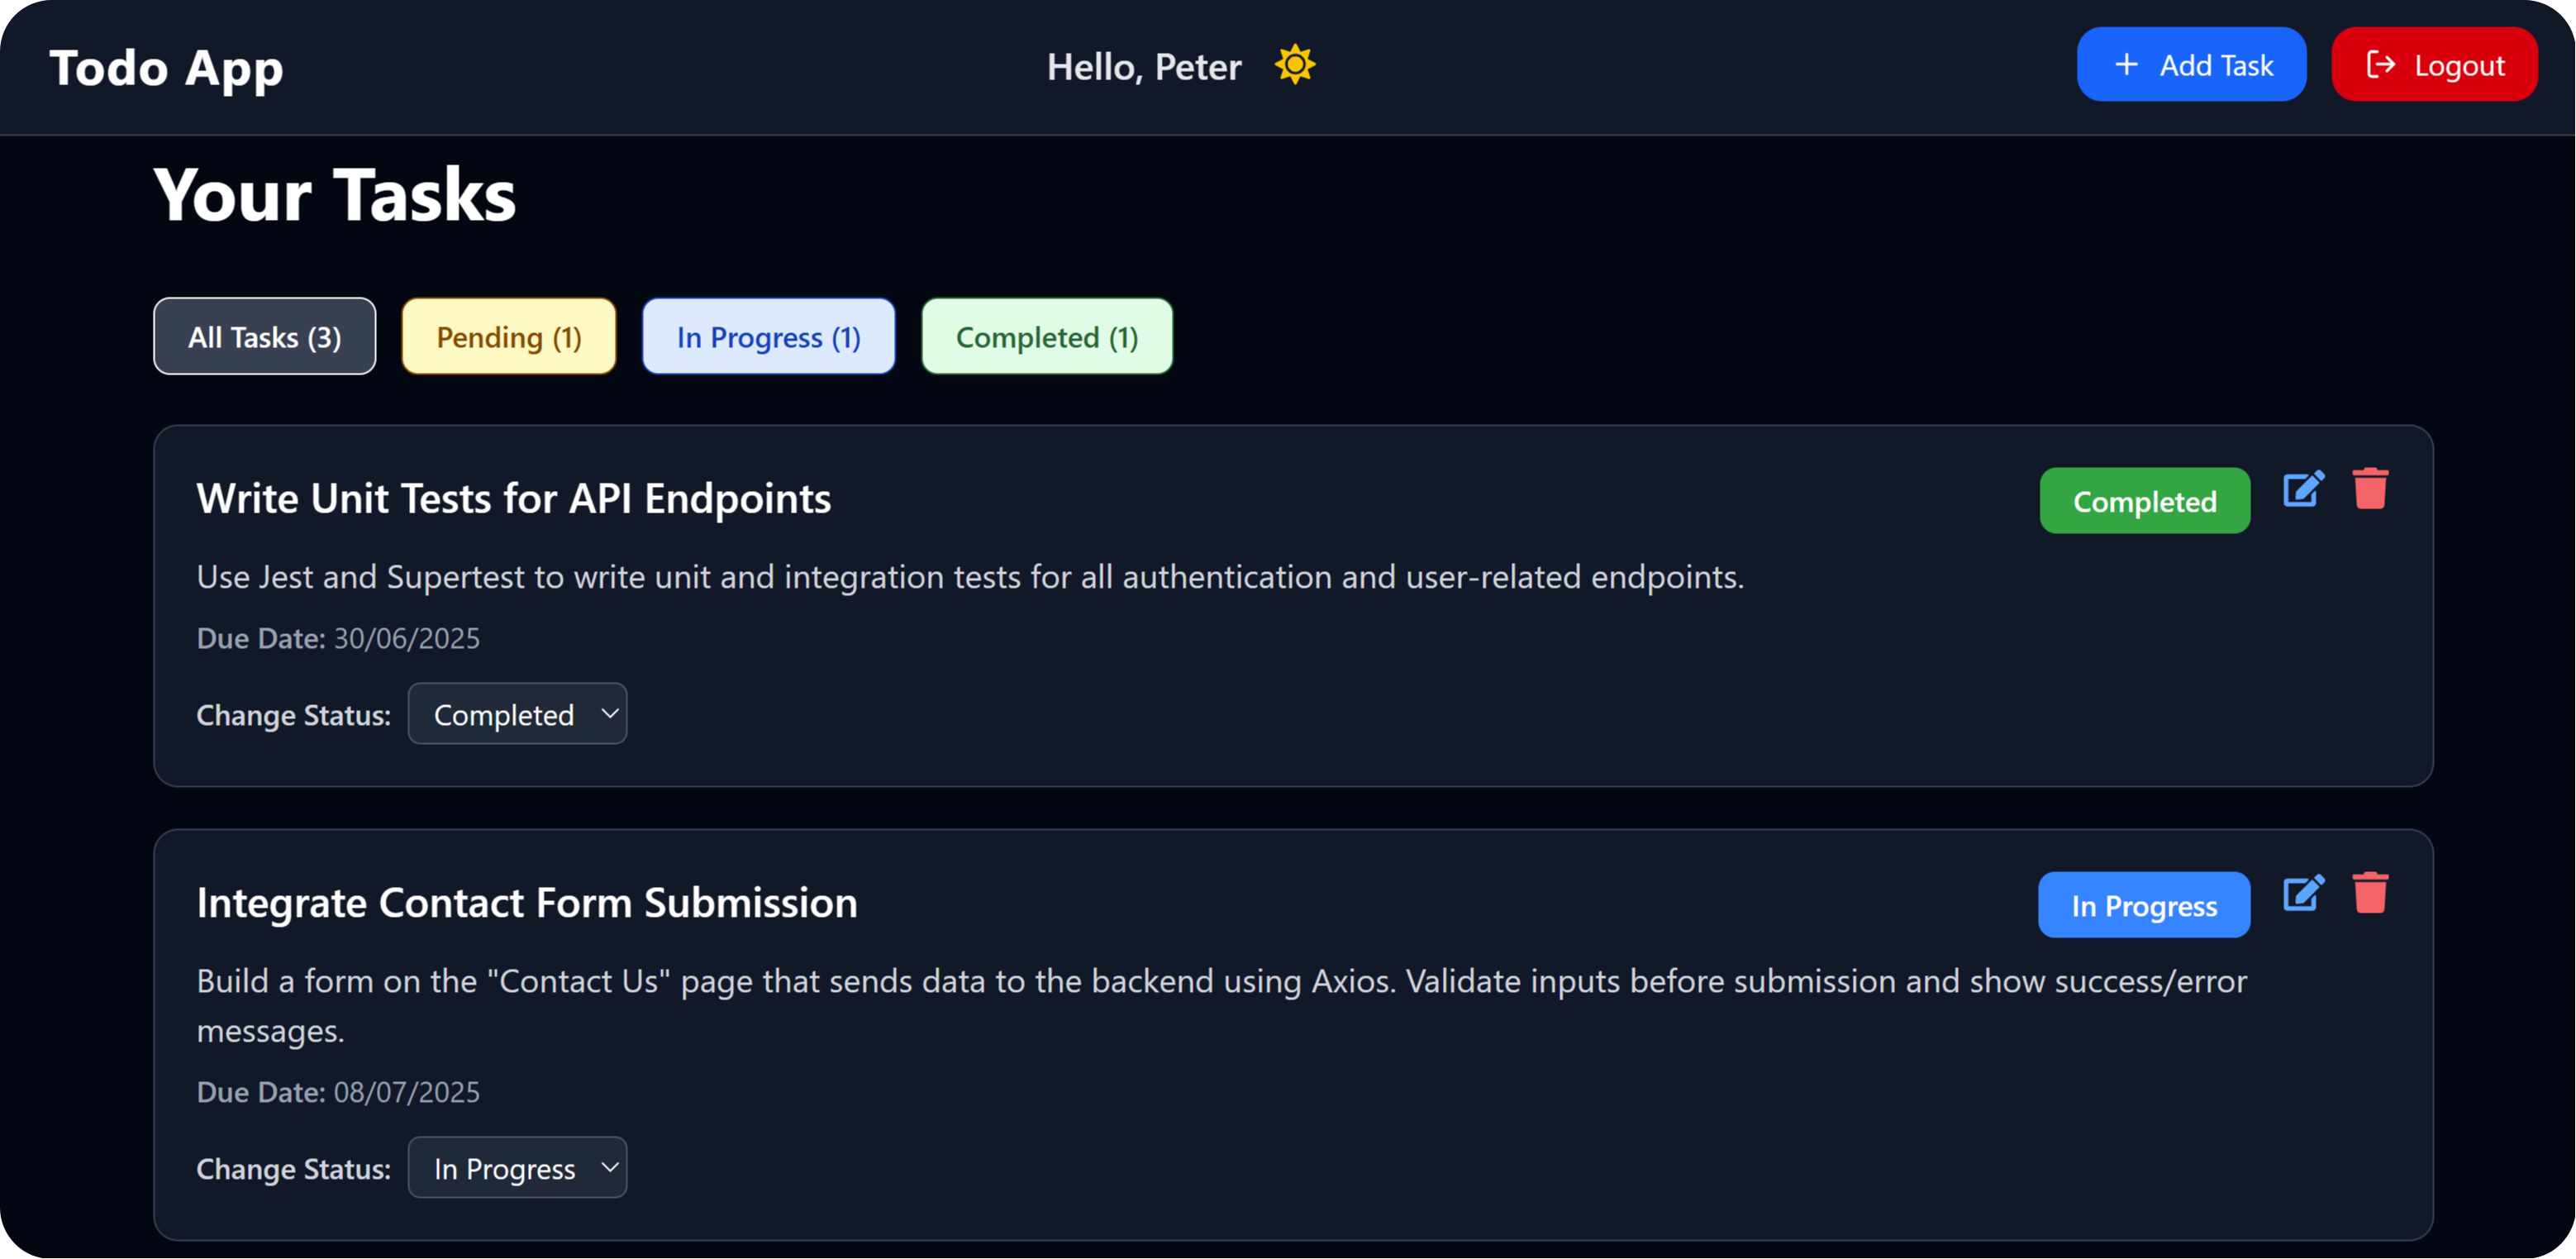 Todo App
Hello, Peter
Add Task
Logout
Your Tasks
All Tasks (3)
Pending (1)
In Progress (1)
Completed (1)
Write Unit Tests for API Endpoints
Completed
Use Jest and Supertest to write unit and integration tests for all authentication and user-related endpoints.
Due Date: 30/06/2025
Change Status: Completed
Integrate Contact Form Submission
In Progress
Build a form on the "Contact Us" page that sends data to the backend using Axios. Validate inputs before submission and show success/error
messages.
Due Date: 08/07/2025
Change Status: In Progress